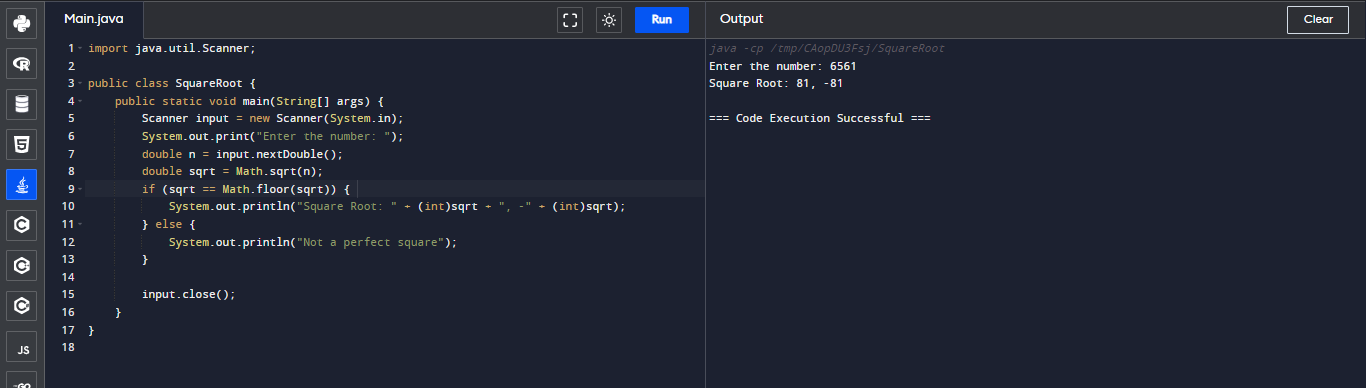 Main.java
Run
Output
Clear
1 import java.util.Scanner;
2
3 public class SquareRoot {
4     public static void main(String[] args) {
5         Scanner input = new Scanner(System.in);
6         System.out.print("Enter the number: ");
7         double n = input.nextDouble();
8         double sqrt = Math.sqrt(n);
9         if (sqrt == Math.floor(sqrt)) {
10             System.out.println("Square Root: " + (int)sqrt + ", -" + (int)sqrt);
11         } else {
12             System.out.println("Not a perfect square");
13         }
14
15         input.close();
16     }
17 }
18
java -cp /tmp/CAopDU3Fsj/SquareRoot
Enter the number: 6561
Square Root: 81, -81
=== Code Execution Successful ===
R
5
C
C
C
JS
GO